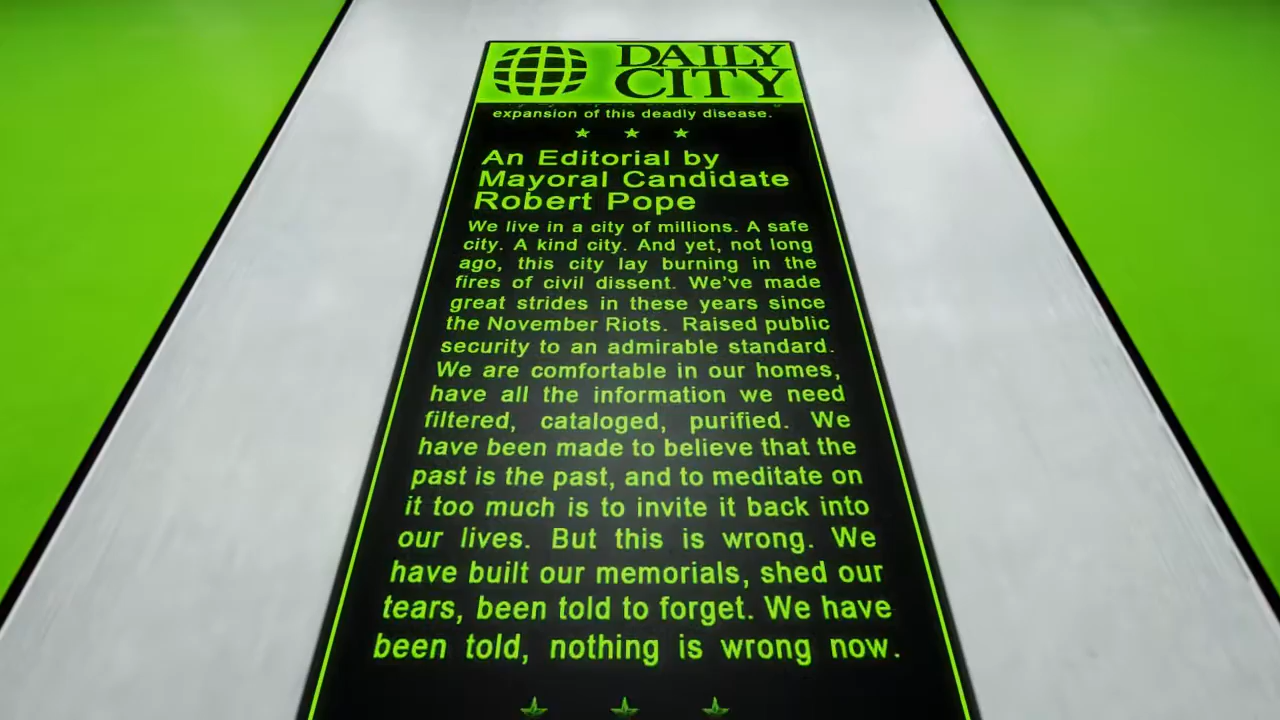 DAILY
CITY
expansion of this deadly disease.
An Editorial by
Mayoral Candidate
Robert Pope
We live in a city of millions. A safe
city. A kind city. And yet, not long
ago, this city lay burning in the
fires of civil dissent. We've made
great strides in these years since
the November Riots. Raised public
security to an admirable standard.
We are comfortable in our homes,
have all the information we need
filtered, cataloged, purified. We
have been made to believe that the
past is the past, and to meditate on
it too much is to invite it back into
our lives. But this is wrong. We
have built our memorials, shed our
tears, been told to forget. We have
been told, nothing is wrong now.